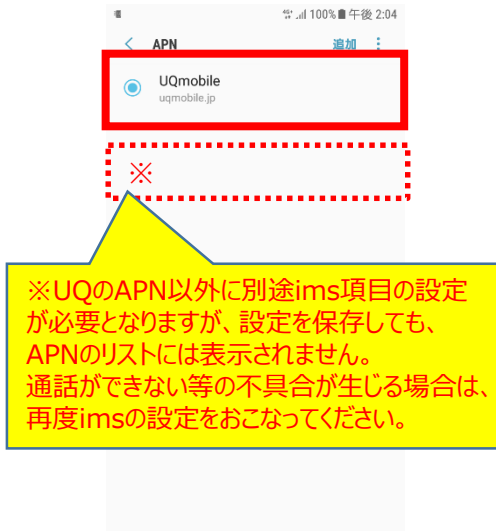 4G+ 100% 午後 2:04
APN 追加
UQmobile
uqmobile.jp
※
※UQのAPN以外に別途ims項目の設定
が必要となりますが、設定を保存しても、
APNのリストには表示されません。
通話ができない等の不具合が生じる場合は、
再度imsの設定をおこなってください。